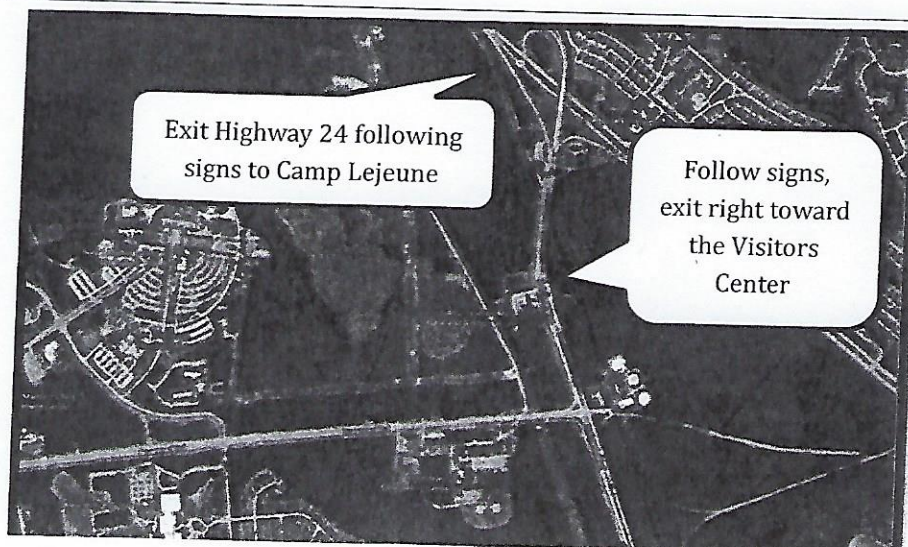 Exit Highway 24 following
signs to Camp Lejeune
Follow signs,
exit right toward
the Visitors
Center